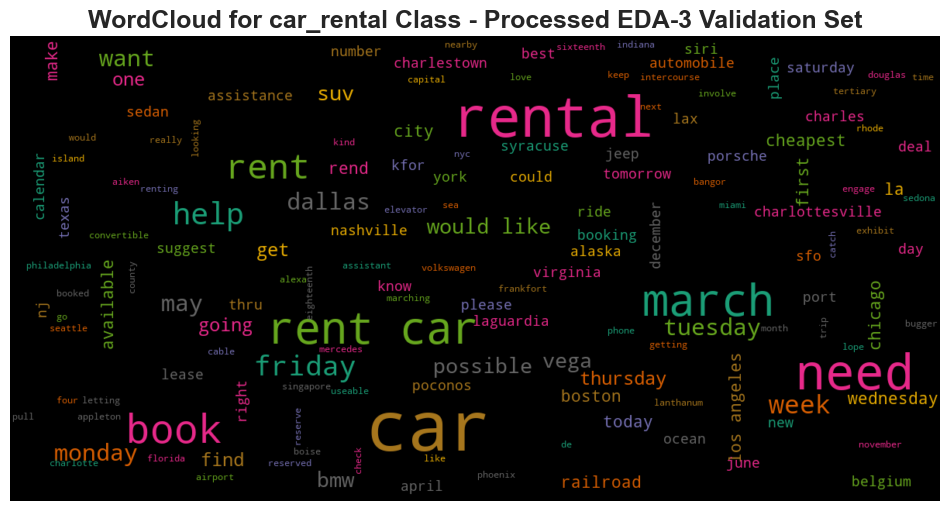 WordCloud for car_rental Class - Processed EDA-3 Validation Set
make
want
one
number
nearby
charlestown
best
sixteenth
indiana
siri
automobile
place
saturday
douglas
time
capital
love
keep
intercourse
involve
tertiary
assistance
suv
sedan
rental
next
lax
charles
rhode
would
really
looking
city
kind
syracuse
nyc
jeep
porsche
cheapest
deal
island
calendar
aiken
renting
texas
rent
rend
kfor
york
could
tomorrow
bangor
first
engage
la
sedona
help
dallas
elevator
sea
ride
december
miami
charlottesville
convertible
nashville
would like
booking
exhibit
catch
suggest
get
alaska
sfo
day
philadelphia
county
available
assistant
volkswagen
virginia
alexa
eighteenth
know
frankfort
booked
nj
may
thru
marching
please
march
port
chicago
go
seattle
going
rent car
laguardia
phone
tuesday
month
trip
bugger
cable
mercedes
getting
lope
friday
possible
vega
lease
right
singapore
useable
poconos
thursday
need
four
letting
boston
lanthanum
los angeles
week
wednesday
pull
appleton
book
reserve
car
today
new
monday
boise
like
ocean
de
november
charlotte
florida
find
reserved
check
june
airport
bmw
april
phoenix
railroad
belgium